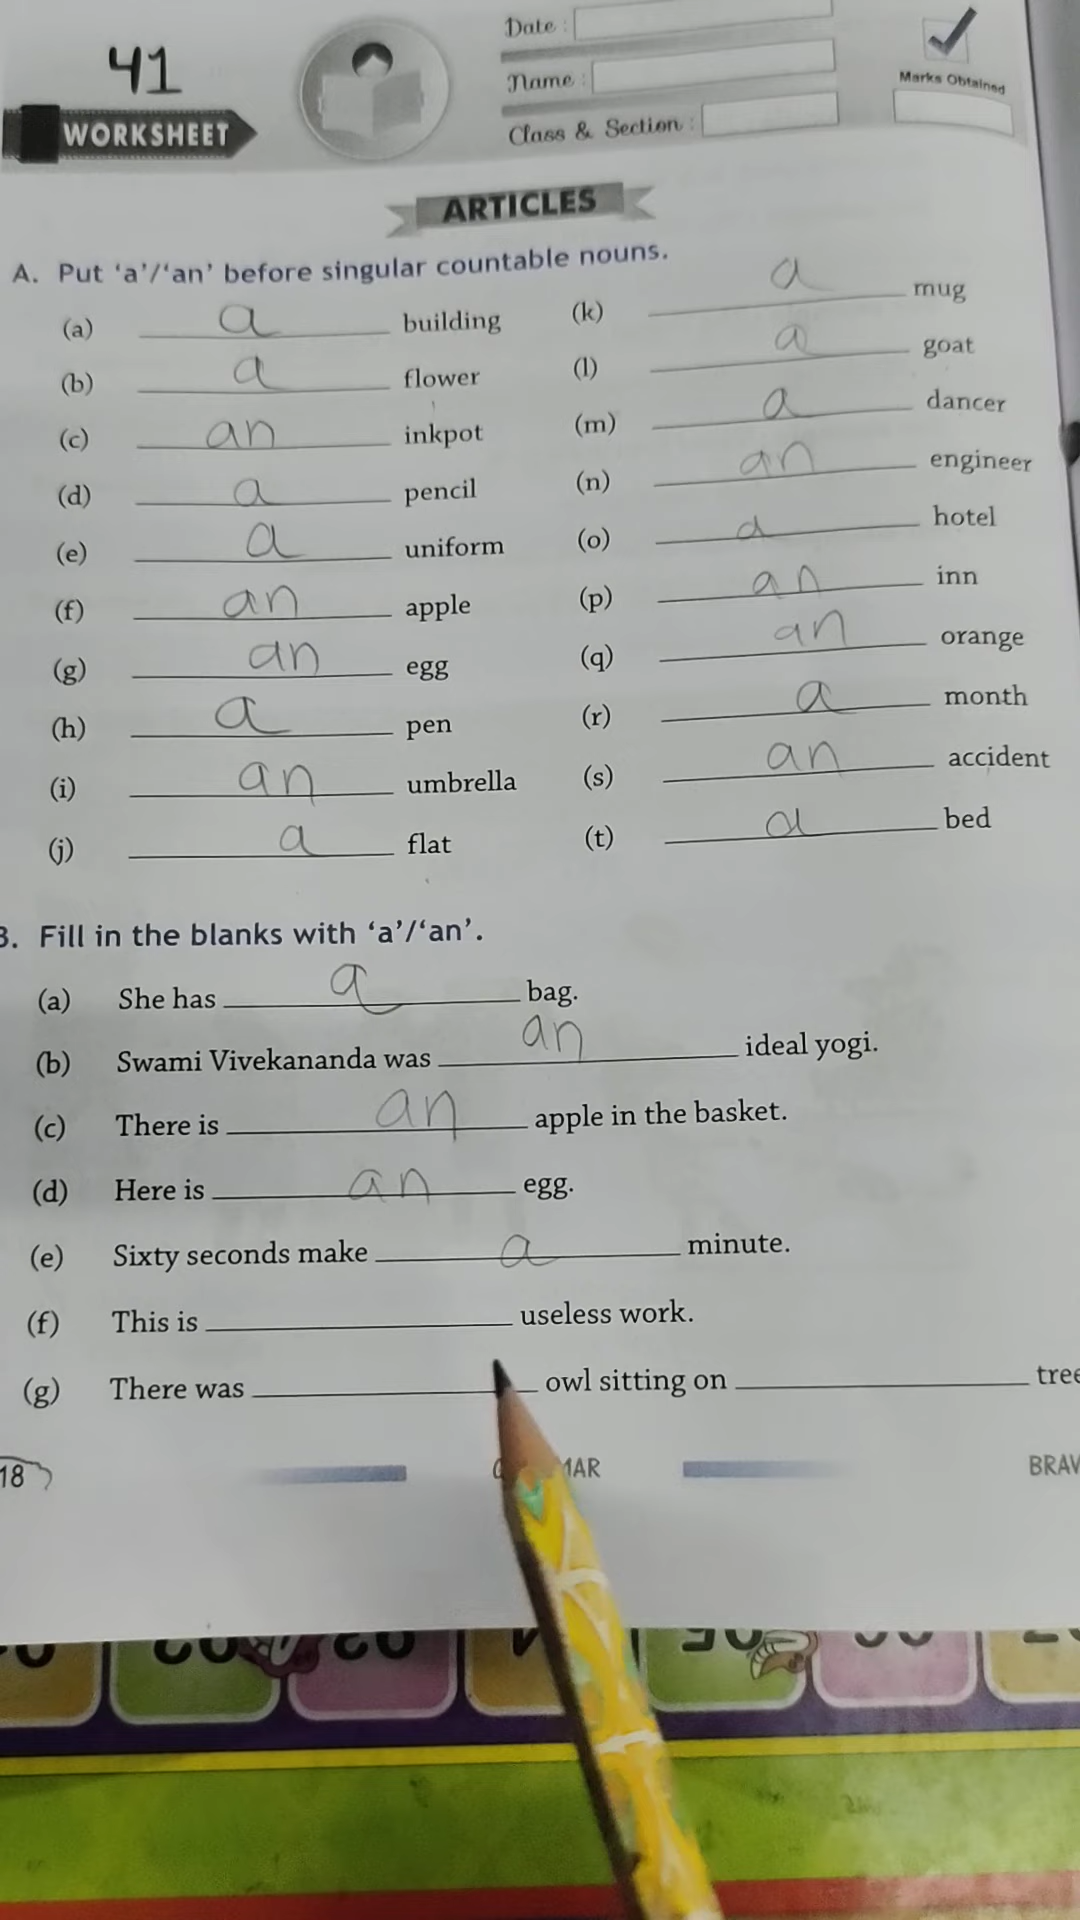 Date :
41
Name :
Marks Obtained
WORKSHEET
Class & Section :
ARTICLES
A. Put ‘a’/‘an’ before singular countable nouns.
(a) a building
(b) a flower
(c) an inkpot
(d) a pencil
(e) a uniform
(f) an apple
(g) an egg
(h) a pen
(i) an umbrella
(j) a flat
(k) a mug
(l) a goat
(m) a dancer
(n) an engineer
(o) a hotel
(p) an inn
(q) an orange
(r) a month
(s) an accident
(t) a bed
B. Fill in the blanks with ‘a’/‘an’.
(a) She has a bag.
(b) Swami Vivekananda was an ideal yogi.
(c) There is an apple in the basket.
(d) Here is an egg.
(e) Sixty seconds make a minute.
(f) This is ________ useless work.
(g) There was ________ owl sitting on ________ tree
18